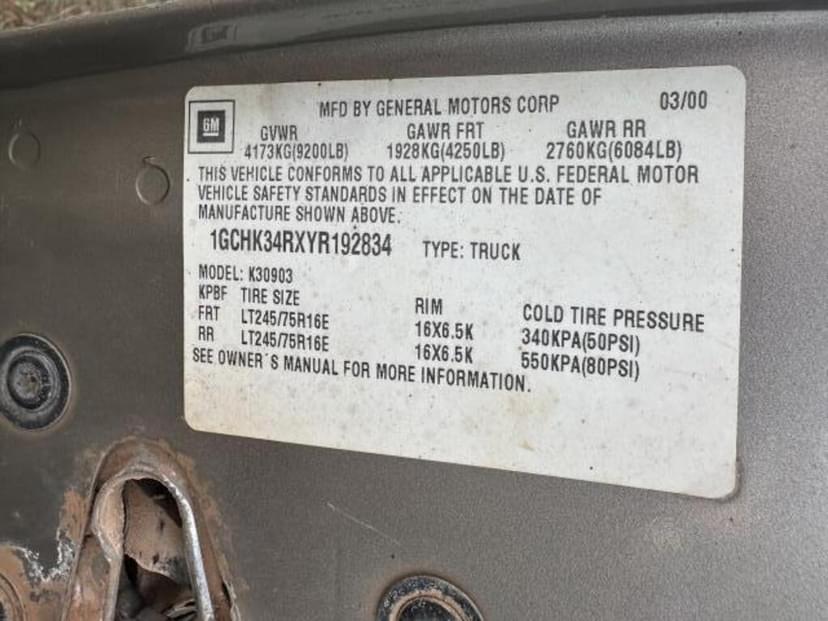 MFD BY GENERAL MOTORS CORP 03/00
GM
GVWR GAWR FRT GAWR RR
4173KG(9200LB) 1928KG(4250LB) 2760KG(6084LB)
THIS VEHICLE CONFORMS TO ALL APPLICABLE U.S. FEDERAL MOTOR
VEHICLE SAFETY STANDARDS IN EFFECT ON THE DATE OF
MANUFACTURE SHOWN ABOVE.
1GCHK34RXYR192834 TYPE: TRUCK
MODEL: K30903
KPBF TIRE SIZE RIM COLD TIRE PRESSURE
FRT LT245/75R16E 16X6.5K 340KPA(50PSI)
RR LT245/75R16E 16X6.5K 550KPA(80PSI)
SEE OWNER'S MANUAL FOR MORE INFORMATION.